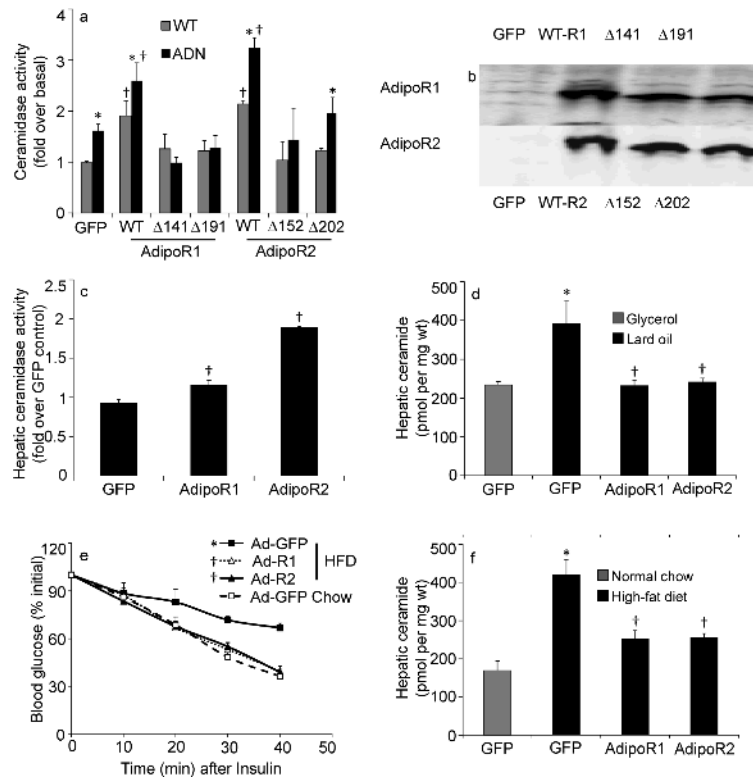 a
WT
ADN
Ceramidase activity
(fold over basal)
4
3
2
1
0
* * † † * † † *
GFP WT Δ141 Δ191 WT Δ152 Δ202
AdipoR1 AdipoR2
GFP WT-R1 Δ141 Δ191
b
AdipoR1
AdipoR2
GFP WT-R2 Δ152 Δ202
c
Hepatic ceramidase activity
(fold over GFP control)
2
1.5
1
0.5
0
† †
GFP AdipoR1 AdipoR2
d
Glycerol
Lard oil
Hepatic ceramide
(pmol per mg wt)
500
400
300
200
100
0
* † †
GFP GFP AdipoR1 AdipoR2
e
* Ad-GFP
† Ad-R1
† Ad-R2
HFD
Ad-GFP Chow
Blood glucose (% initial)
120
90
60
30
0
0 10 20 30 40 50
Time (min) after Insulin
f
Normal chow
High-fat diet
Hepatic ceramide
(pmol per mg wt)
500
400
300
200
100
0
* † †
GFP GFP AdipoR1 AdipoR2